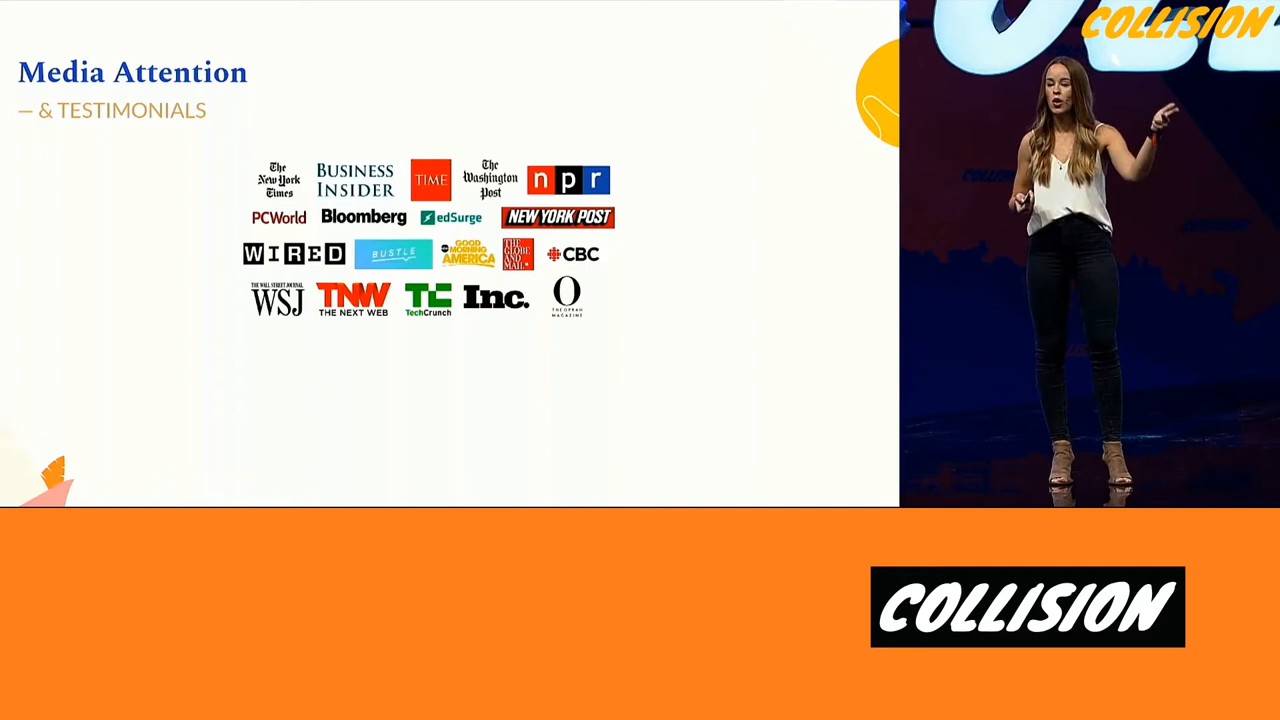 Media Attention
— & TESTIMONIALS
The New York Times
BUSINESS INSIDER
TIME
The Washington Post
npr
PCWorld
Bloomberg
edSurge
NEW YORK POST
WIRED
BUSTLE
abc GOOD MORNING AMERICA
THE GLOBE AND MAIL
CBC
THE WALL STREET JOURNAL
WSJ
TNW
THE NEXT WEB
TC
TechCrunch
Inc.
O
THE OPRAH MAGAZINE
COLLISION
COLLISION